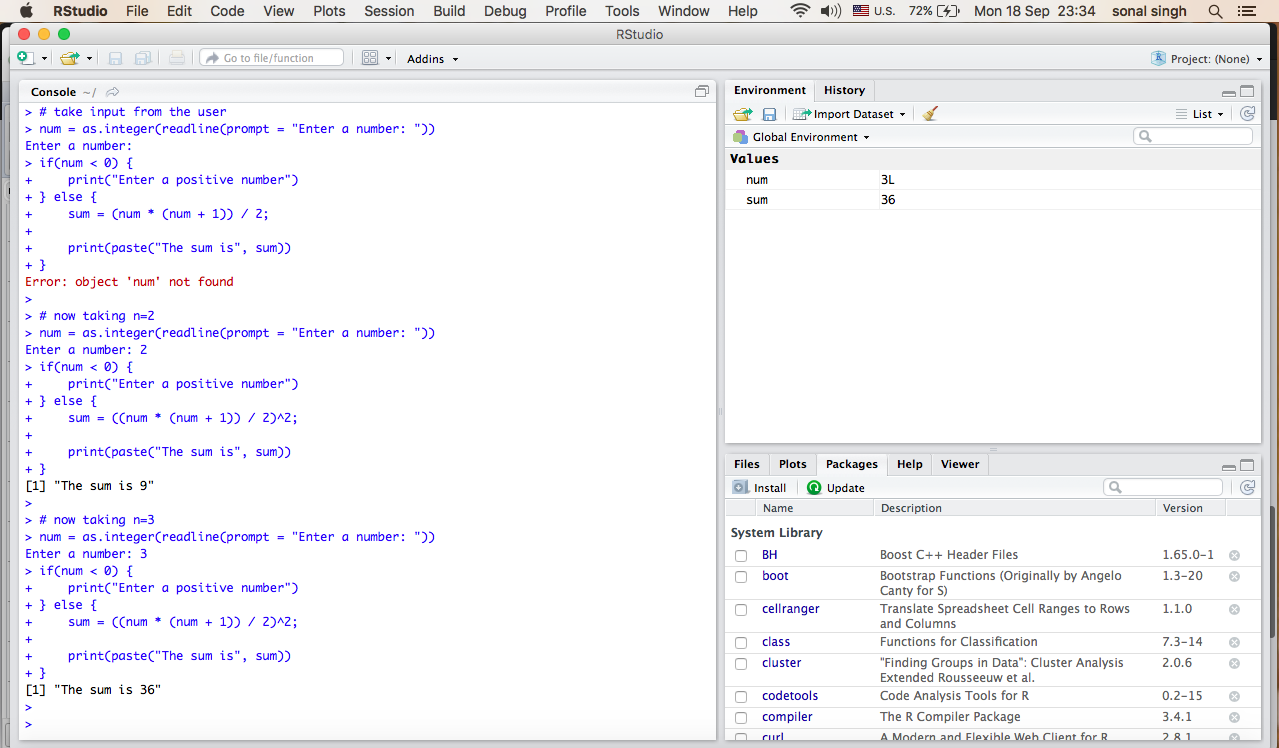 RStudio File Edit Code View Plots Session Build Debug Profile Tools Window Help U.S. 72% Mon 18 Sep 23:34 sonal singh
RStudio
Go to file/function Addins Project: (None)
Console ~/
> # take input from the user
> num = as.integer(readline(prompt = "Enter a number: "))
Enter a number:
> if(num < 0) {
+     print("Enter a positive number")
+ } else {
+     sum = (num * (num + 1)) / 2;
+
+     print(paste("The sum is", sum))
+ }
Error: object 'num' not found
>
> # now taking n=2
> num = as.integer(readline(prompt = "Enter a number: "))
Enter a number: 2
> if(num < 0) {
+     print("Enter a positive number")
+ } else {
+     sum = ((num * (num + 1)) / 2)^2;
+
+     print(paste("The sum is", sum))
+ }
[1] "The sum is 9"
>
> # now taking n=3
> num = as.integer(readline(prompt = "Enter a number: "))
Enter a number: 3
> if(num < 0) {
+     print("Enter a positive number")
+ } else {
+     sum = ((num * (num + 1)) / 2)^2;
+
+     print(paste("The sum is", sum))
+ }
[1] "The sum is 36"
>
>
Environment History
Import Dataset List
Global Environment
Values
num 3L
sum 36
Files Plots Packages Help Viewer
Install Update
Name Description Version
System Library
BH Boost C++ Header Files 1.65.0-1
boot Bootstrap Functions (Originally by Angelo 1.3-20
Canty for S)
cellranger Translate Spreadsheet Cell Ranges to Rows 1.1.0
and Columns
class Functions for Classification 7.3-14
cluster "Finding Groups in Data": Cluster Analysis 2.0.6
Extended Rousseeuw et al.
codetools Code Analysis Tools for R 0.2-15
compiler The R Compiler Package 3.4.1
curl A Modern and Flexible Web Client for R 2.8.1